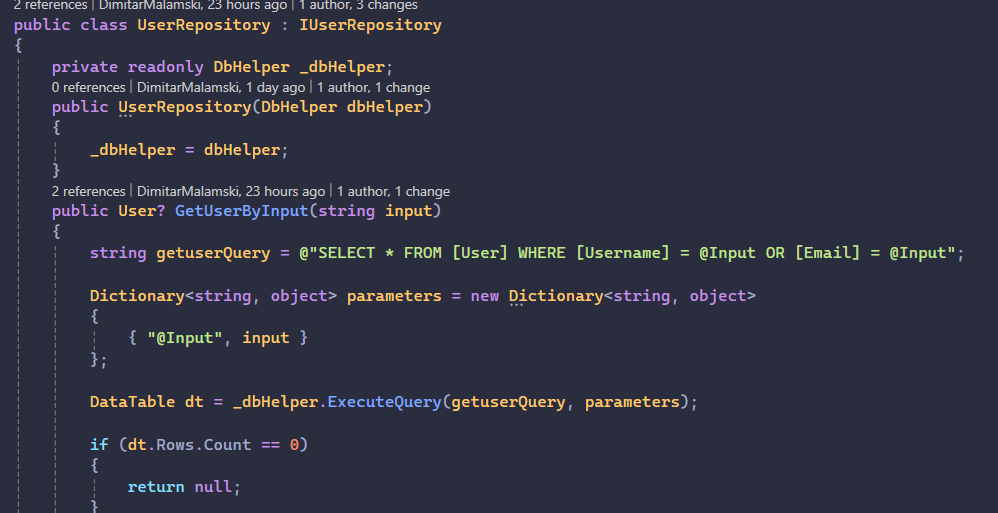 2 references | DimitarMalamski, 23 hours ago | 1 author, 3 changes
public class UserRepository : IUserRepository
{
private readonly DbHelper _dbHelper;
0 references | DimitarMalamski, 1 day ago | 1 author, 1 change
public UserRepository(DbHelper dbHelper)
{
_dbHelper = dbHelper;
}
2 references | DimitarMalamski, 23 hours ago | 1 author, 1 change
public User? GetUserByInput(string input)
{
string getuserQuery = @"SELECT * FROM [User] WHERE [Username] = @Input OR [Email] = @Input";
Dictionary<string, object> parameters = new Dictionary<string, object>
{
{ "@Input", input }
};
DataTable dt = _dbHelper.ExecuteQuery(getuserQuery, parameters);
if (dt.Rows.Count == 0)
{
return null;
}